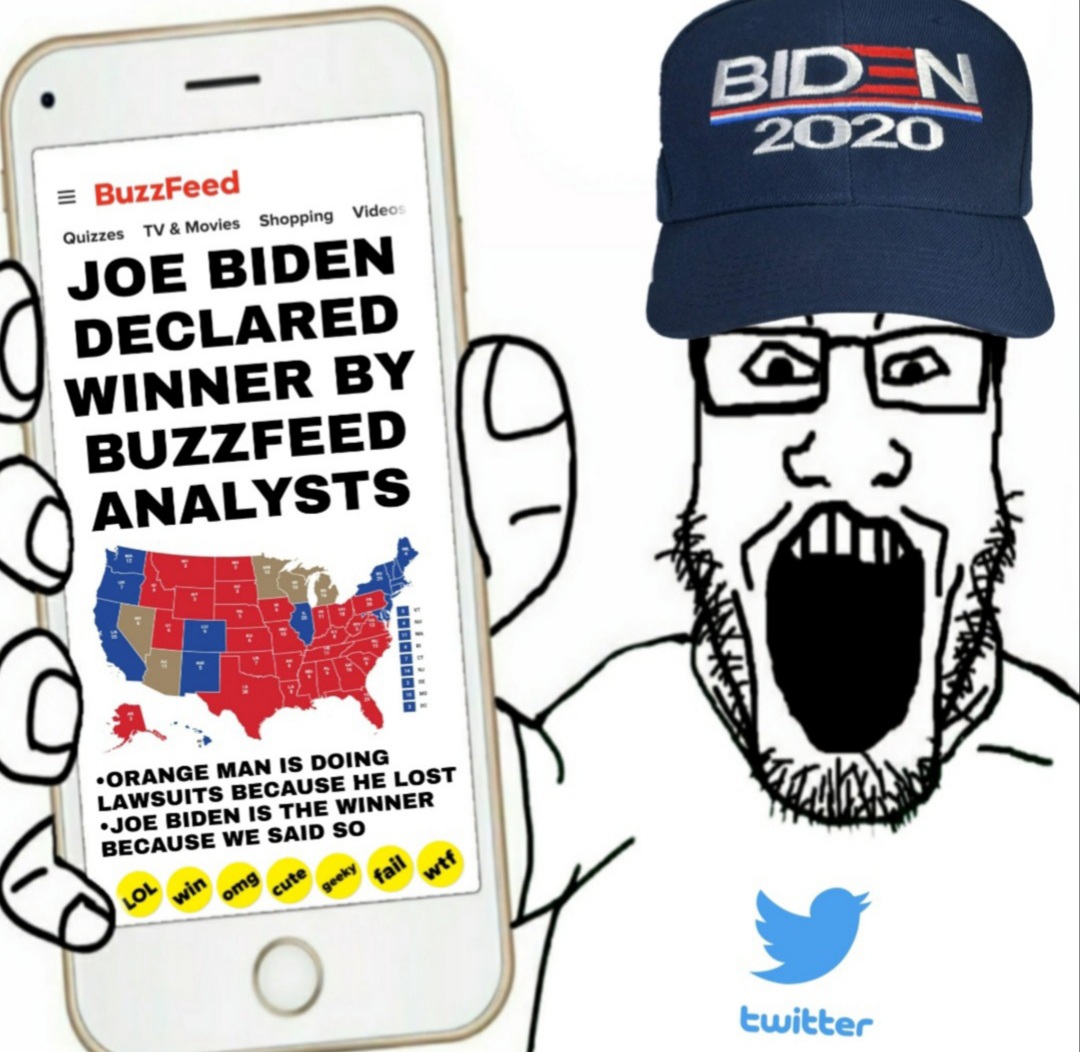 BuzzFeed
Quizzes TV & Movies Shopping Videos
JOE BIDEN
DECLARED
WINNER BY
BUZZFEED
ANALYSTS
•ORANGE MAN IS DOING
LAWSUITS BECAUSE HE LOST
•JOE BIDEN IS THE WINNER
BECAUSE WE SAID SO
LOL win omg cute geeky fail wtf
BIDEN
2020
twitter